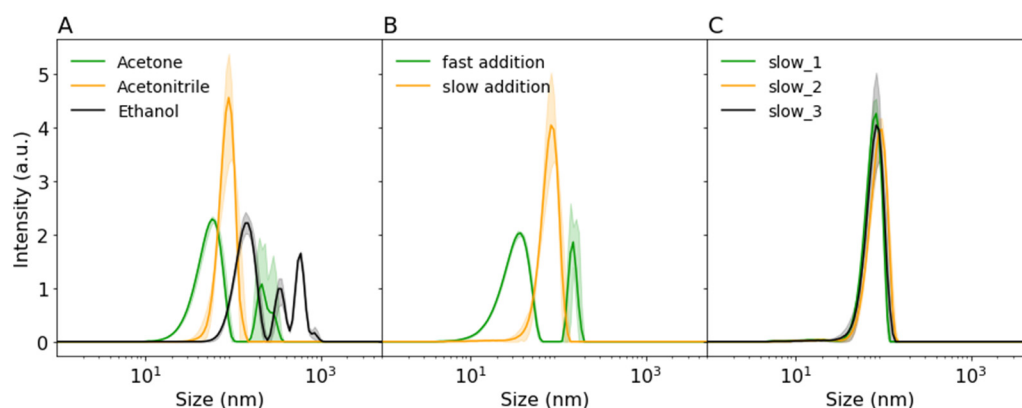 A
B
C
Acetone
Acetonitrile
Ethanol
fast addition
slow addition
slow_1
slow_2
slow_3
Intensity (a.u.)
5
4
3
2
1
0
10¹
10³
10¹
10³
10¹
10³
Size (nm)
Size (nm)
Size (nm)